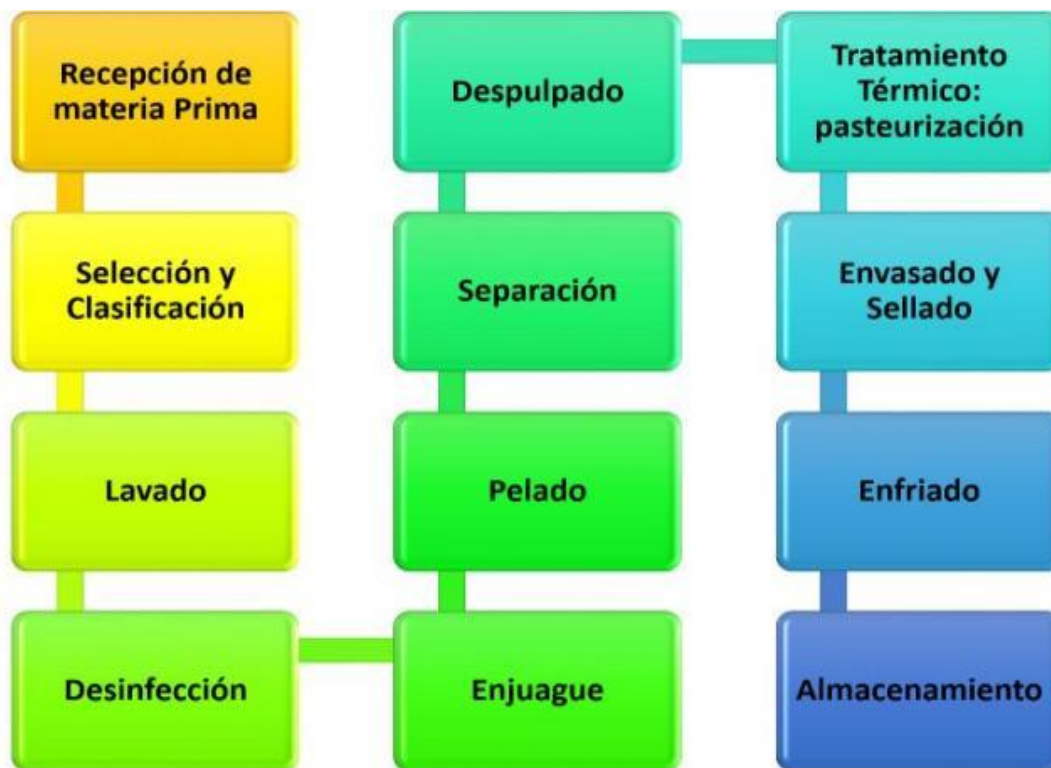 Recepción de
materia Prima
Selección y
Clasificación
Lavado
Desinfección
Enjuague
Pelado
Separación
Despulpado
Tratamiento
Térmico:
pasteurización
Envasado y
Sellado
Enfriado
Almacenamiento